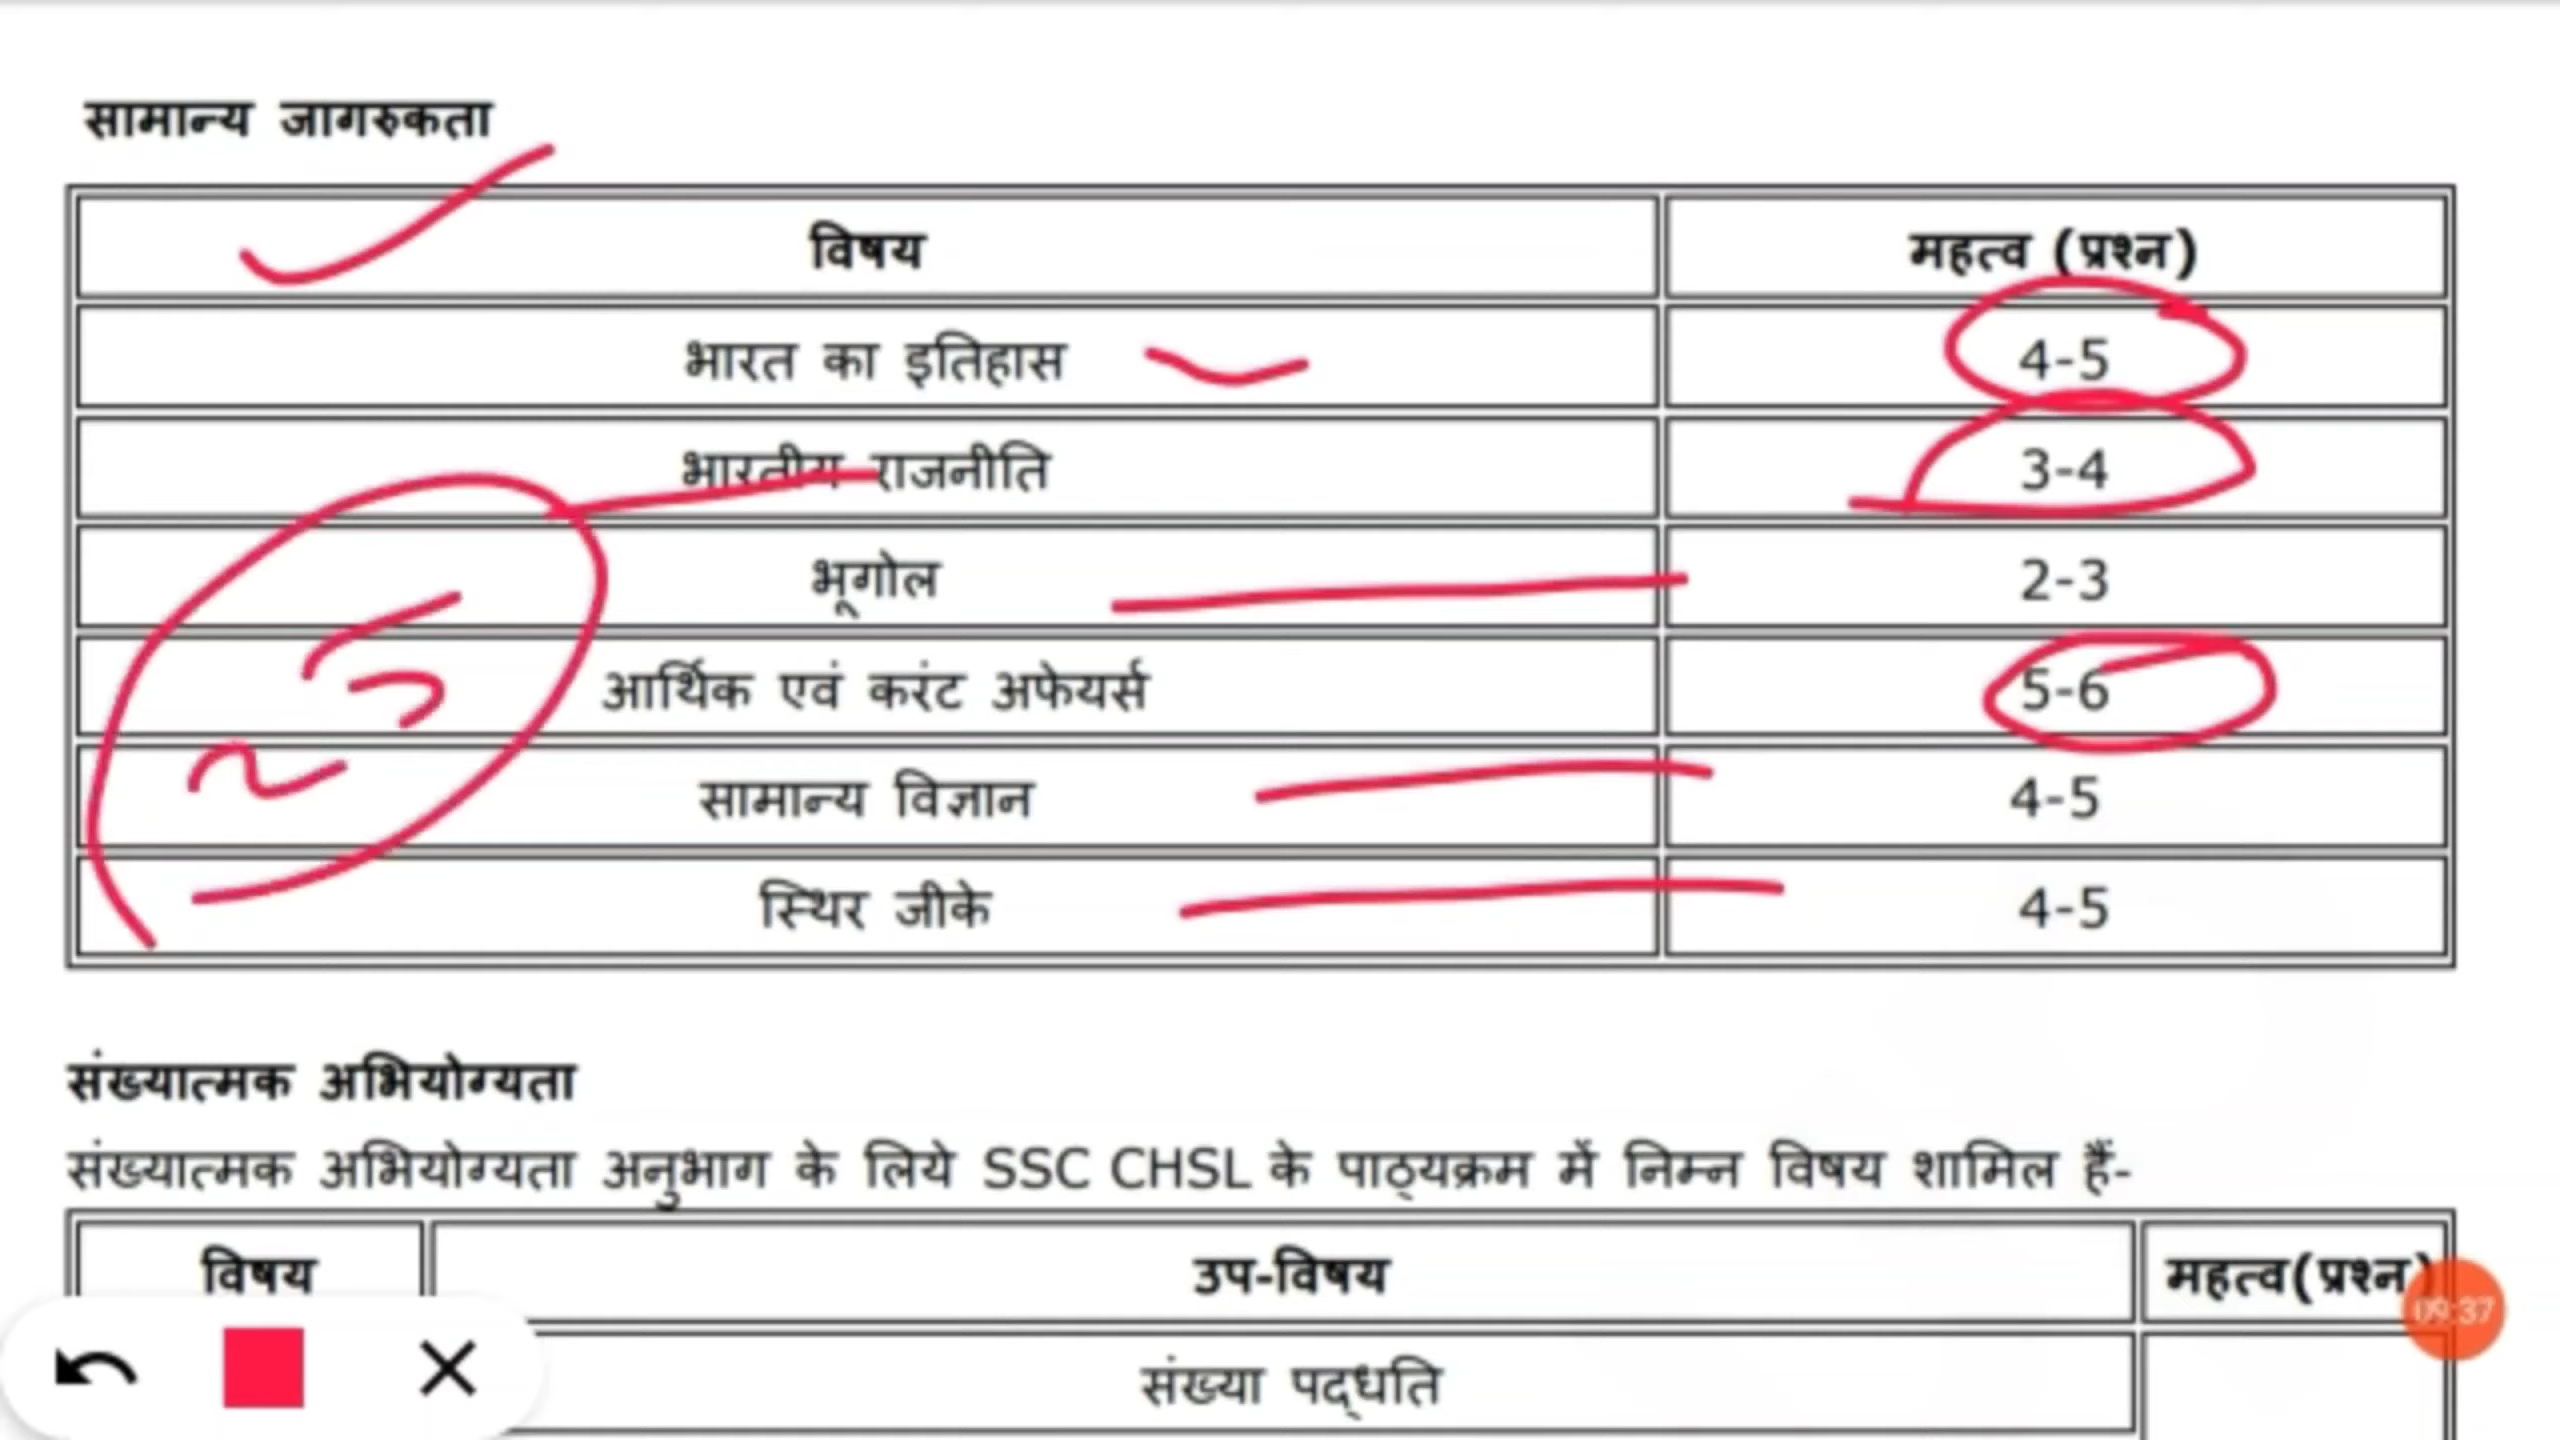 सामान्य जागरुकता
विषय महत्व (प्रश्न)
भारत का इतिहास 4-5
भारतीय राजनीति 3-4
भूगोल 2-3
आर्थिक एवं करंट अफेयर्स 5-6
सामान्य विज्ञान 4-5
स्थिर जीके 4-5
संख्यात्मक अभियोग्यता
संख्यात्मक अभियोग्यता अनुभाग के लिये SSC CHSL के पाठ्यक्रम में निम्न विषय शामिल हैं-
विषय उप-विषय महत्व(प्रश्न)
09:37
संख्या पद्धति